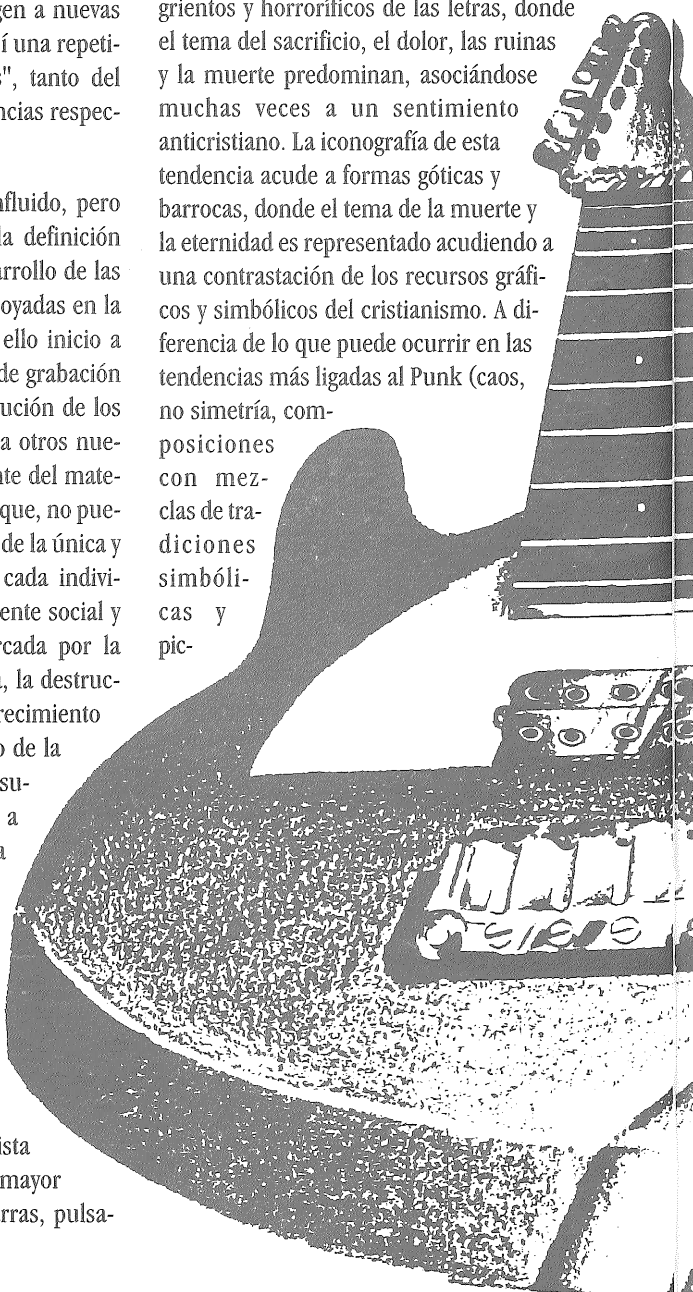 gen a nuevas
í una repeti-
s", tanto del
ncias respec-
nfluido, pero
la definición
arrollo de las
oyadas en la
ello inicio a
de grabación
ución de los
a otros nue-
nte del mate-
que, no pue-
de la única y
cada indivi-
ente social y
rcada por la
a, la destruc-
recimiento
o de la
su-
a
a
ista
mayor
arras, pulsa-
grientos y horroríficos de las letras, donde
el tema del sacrificio, el dolor, las ruinas
y la muerte predominan, asociándose
muchas veces a un sentimiento
anticristiano. La iconografía de esta
tendencia acude a formas góticas y
barrocas, donde el tema de la muerte y
la eternidad es representado acudiendo a
una contrastación de los recursos gráfi-
cos y simbólicos del cristianismo. A di-
ferencia de lo que puede ocurrir en las
tendencias más ligadas al Punk (caos,
no simetría, com-
posiciones
con mez-
clas de tra-
diciones
simbóli-
cas y
pic-